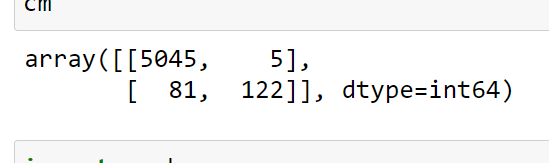 cm
array([[5045,    5],
       [  81,  122]], dtype=int64)